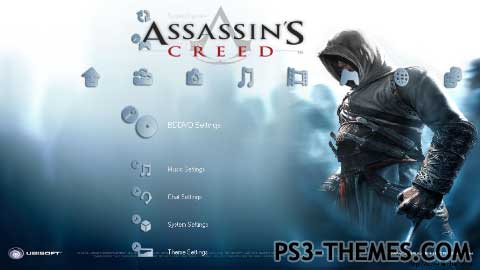 ASSASSIN'S
CREED
BD/DVD Settings
Music Settings
Chat Settings
System Settings
Theme Settings
UBISOFT
PS3-THEMES.COM